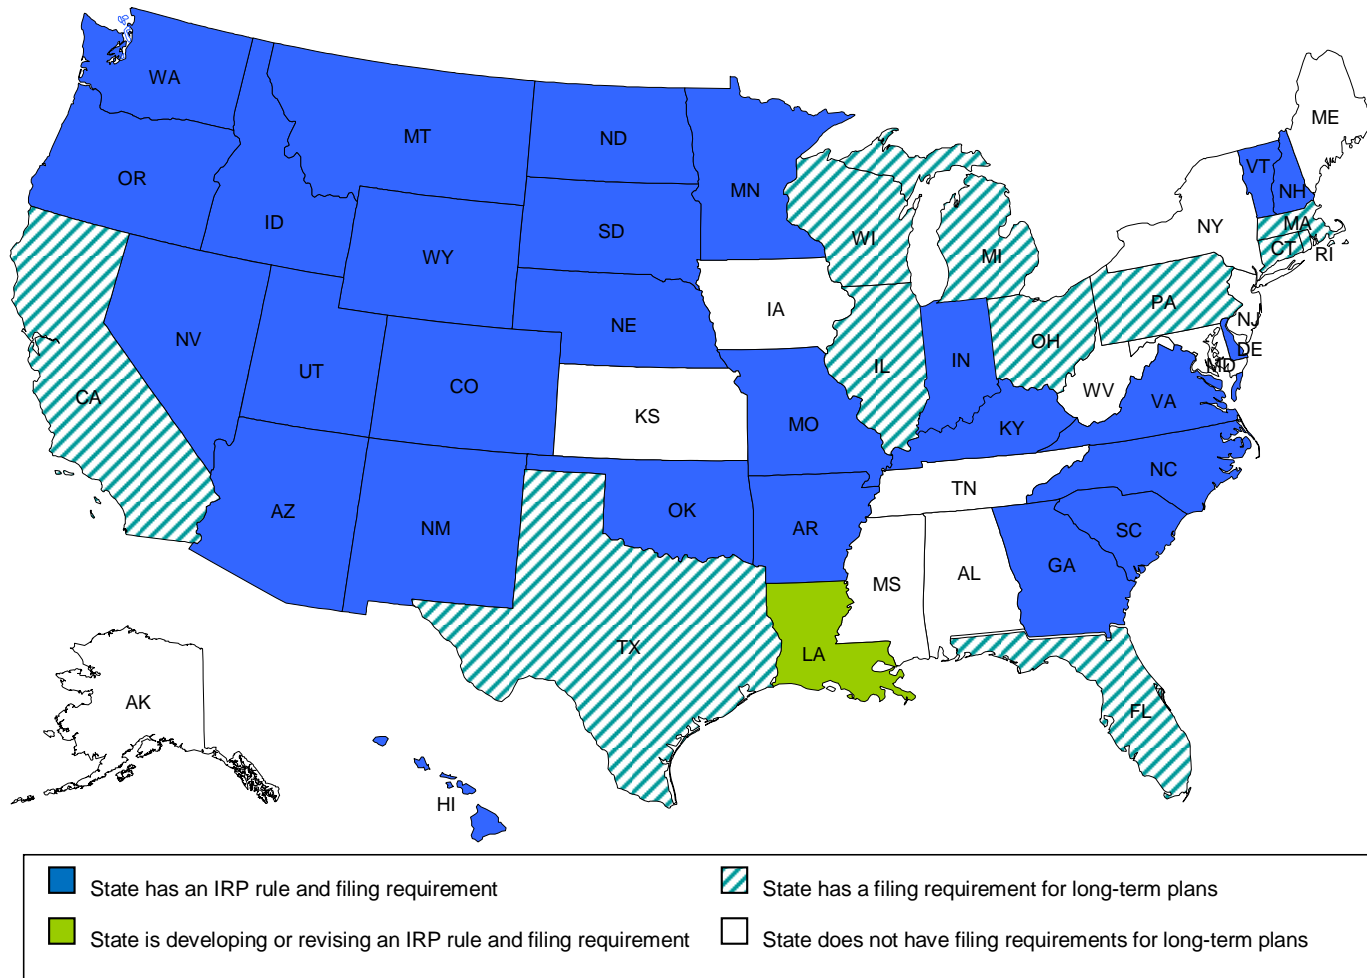 WA
MT
ND
ME
OR
MN
VT
NH
ID
SD
WI
MI
NY
MA
CT
RI
WY
IA
PA
NE
NV
UT
CO
IL
IN
OH
NJ
DE
MD
CA
KS
MO
WV
VA
KY
NC
AZ
NM
OK
AR
TN
SC
MS
AL
GA
TX
LA
FL
AK
HI
State has an IRP rule and filing requirement
State has a filing requirement for long-term plans
State is developing or revising an IRP rule and filing requirement
State does not have filing requirements for long-term plans